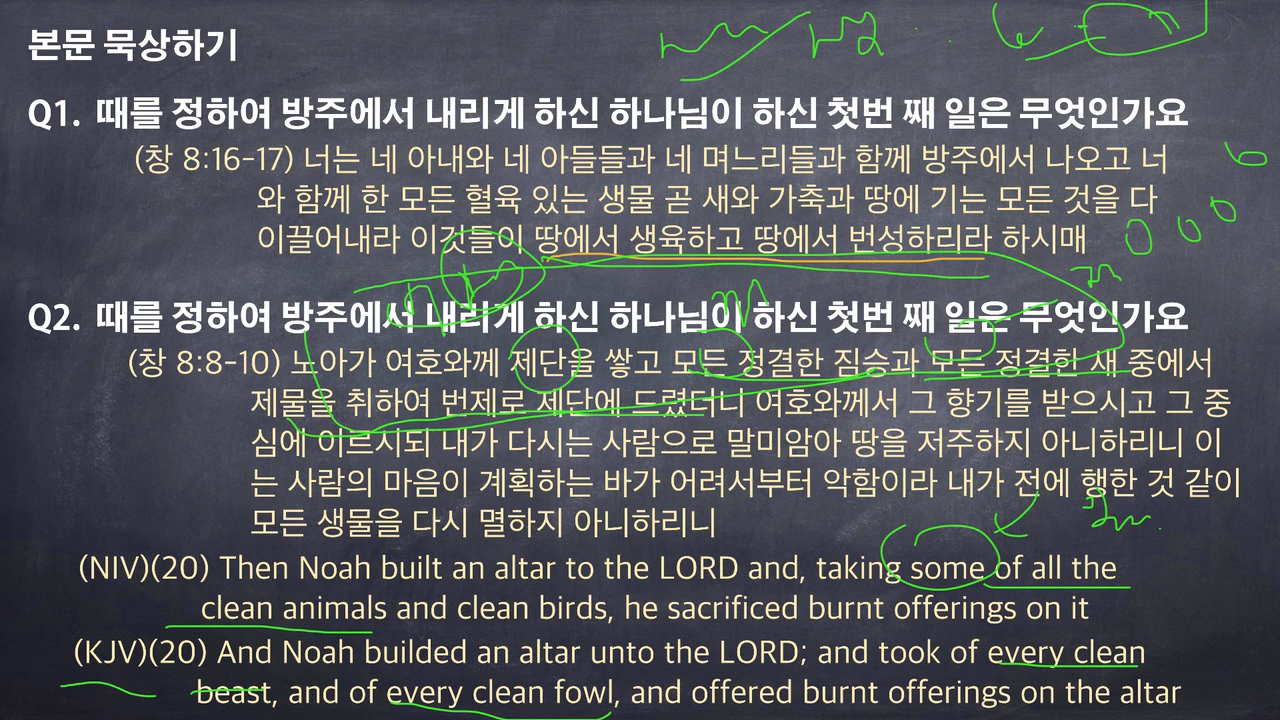 본문 묵상하기
Q1. 때를 정하여 방주에서 내리게 하신 하나님이 하신 첫번 째 일은 무엇인가요
(창 8:16-17) 너는 네 아내와 네 아들들과 네 며느리들과 함께 방주에서 나오고 너
와 함께 한 모든 혈육 있는 생물 곧 새와 가축과 땅에 기는 모든 것을 다
이끌어내라 이것들이 땅에서 생육하고 땅에서 번성하리라 하시매
Q2. 때를 정하여 방주에서 내리게 하신 하나님이 하신 첫번 째 일은 무엇인가요
(창 8:8-10) 노아가 여호와께 제단을 쌓고 모든 정결한 짐승과 모든 정결한 새 중에서
제물을 취하여 번제로 제단에 드렸더니 여호와께서 그 향기를 받으시고 그 중
심에 이르시되 내가 다시는 사람으로 말미암아 땅을 저주하지 아니하리니 이
는 사람의 마음이 계획하는 바가 어려서부터 악함이라 내가 전에 행한 것 같이
모든 생물을 다시 멸하지 아니하리니
(NIV)(20) Then Noah built an altar to the LORD and, taking some of all the
clean animals and clean birds, he sacrificed burnt offerings on it
(KJV)(20) And Noah builded an altar unto the LORD; and took of every clean
beast, and of every clean fowl, and offered burnt offerings on the altar